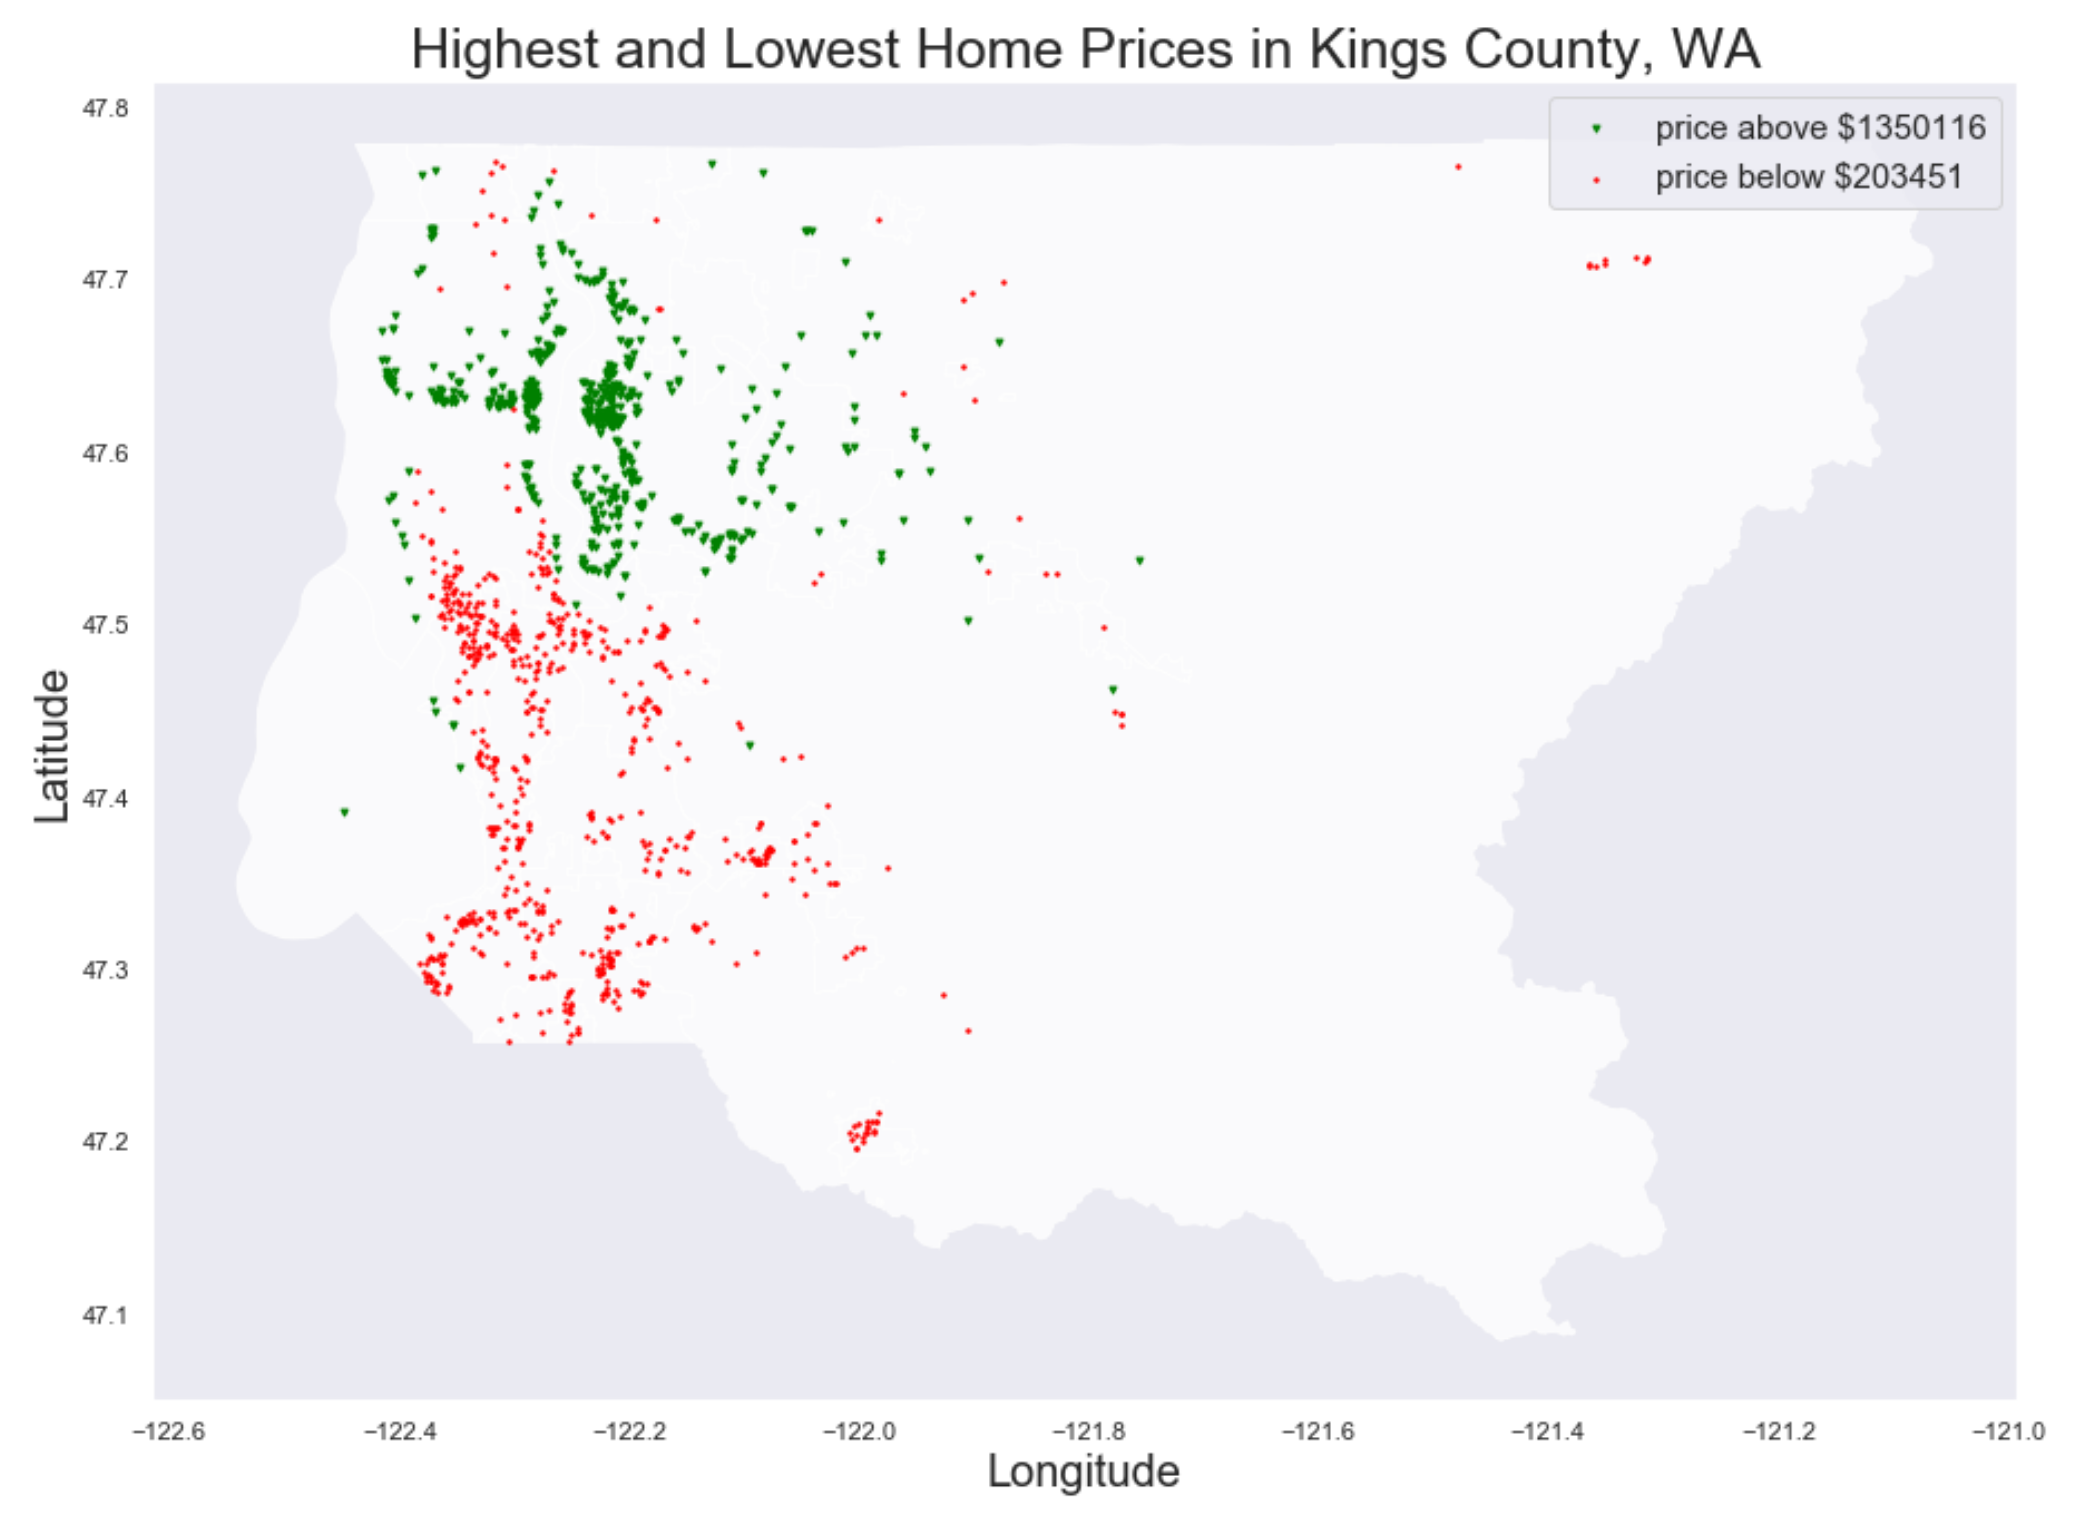 Highest and Lowest Home Prices in Kings County, WA
price above $1350116
price below $203451
47.8
47.7
47.6
47.5
47.4
47.3
47.2
47.1
Latitude
−122.6 −122.4 −122.2 −122.0 −121.8 −121.6 −121.4 −121.2 −121.0
Longitude